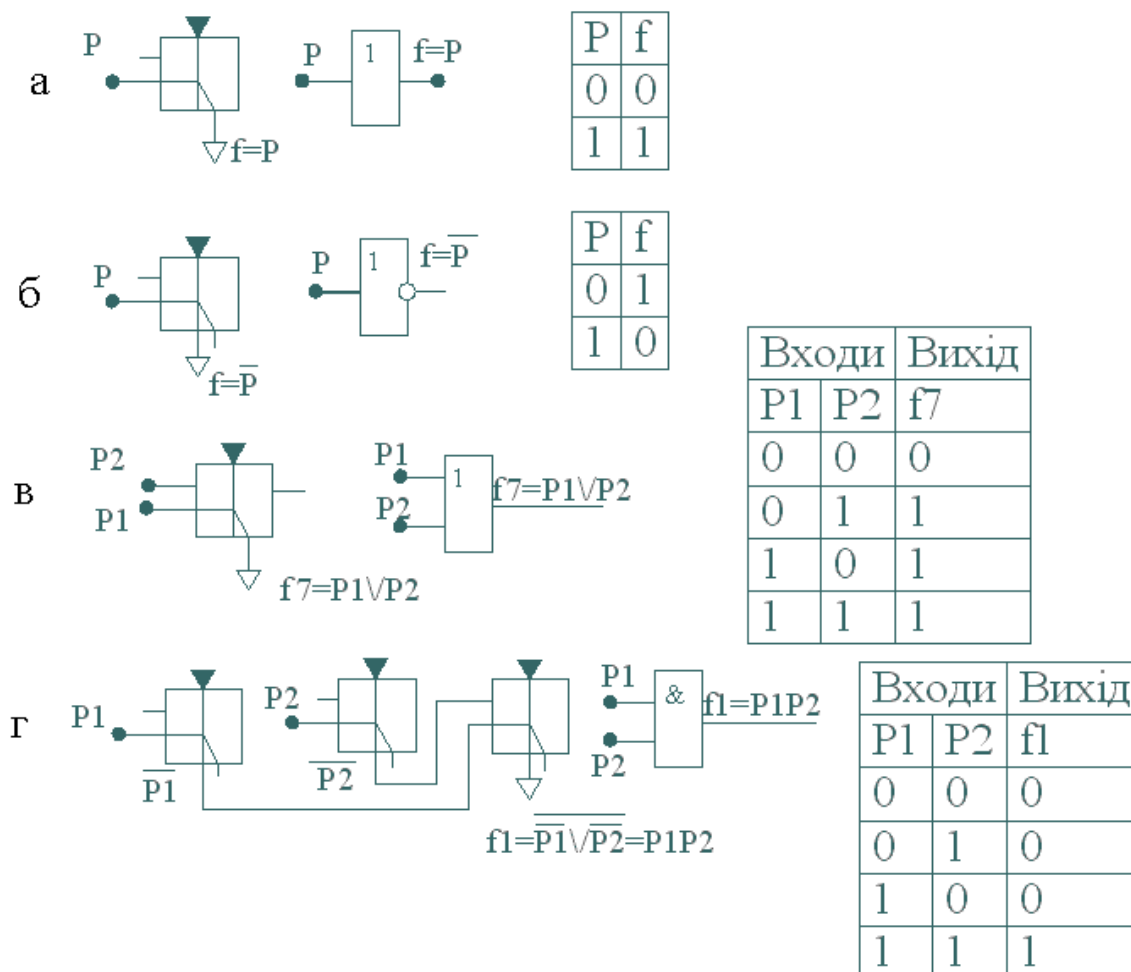 а
P
f=P
P
1
f=P
P f
0 0
1 1
б
P
f=P̅
P
1
f=P̅
P f
0 1
1 0
в
P2
P1
f7=P1\/P2
P1
P2
1
f7=P1\/P2
Входи Вихід
P1 P2 f7
0 0 0
0 1 1
1 0 1
1 1 1
г
P1
P̅1̅
P2
P̅2̅
f1=P̅1̅\/P̅2̅=P1P2
P1
P2
&
f1=P1P2
Входи Вихід
P1 P2 f1
0 0 0
0 1 0
1 0 0
1 1 1